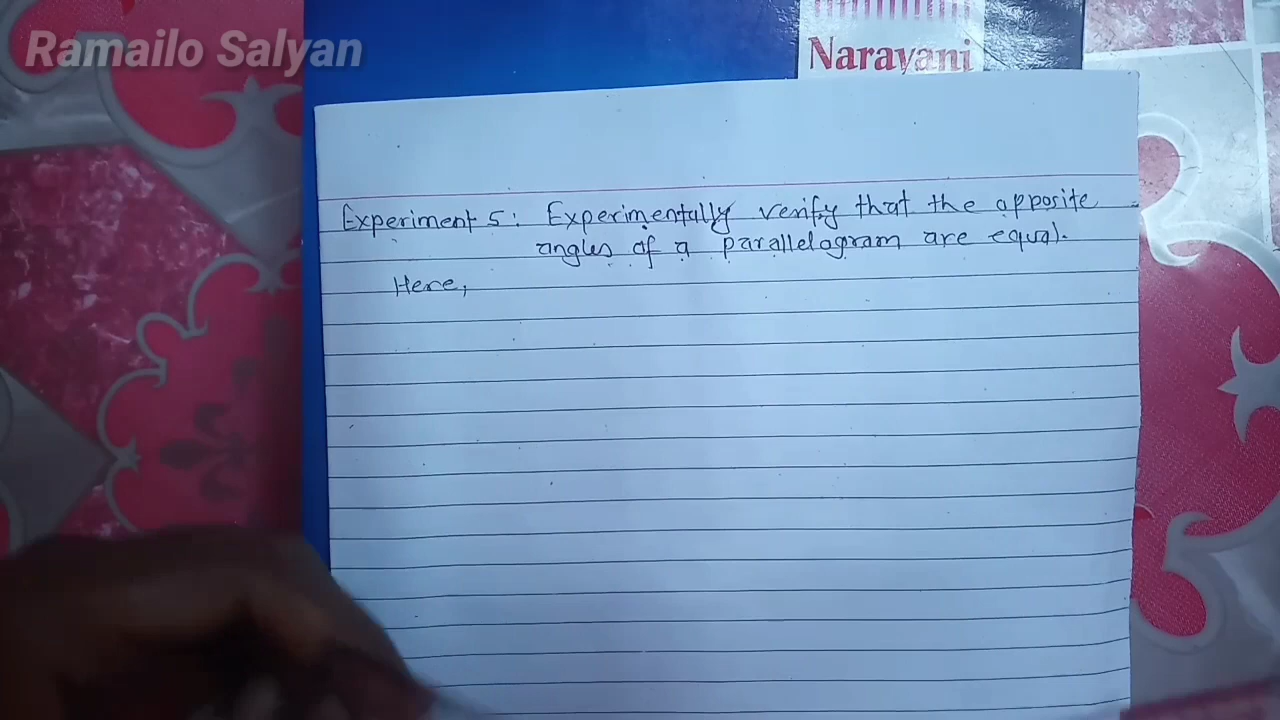 Ramailo Salyan
Narayani
Experiment 5: Experimentally verify that the opposite
angles of a parallelogram are equal.
Here,